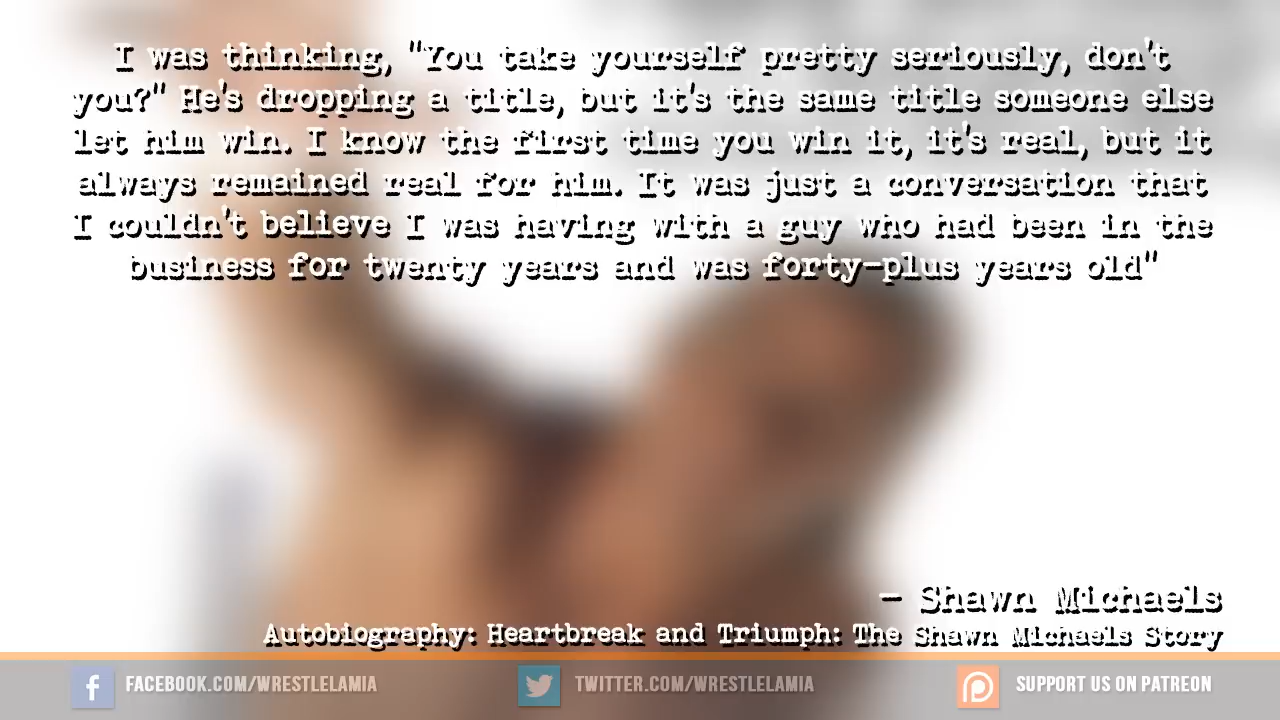 I was thinking, "You take yourself pretty seriously, don't
you?" He's dropping a title, but it's the same title someone else
let him win. I know the first time you win it, it's real, but it
always remained real for him. It was just a conversation that
I couldn't believe I was having with a guy who had been in the
business for twenty years and was forty-plus years old"
- Shawn Michaels
Autobiography: Heartbreak and Triumph: The Shawn Michaels Story
FACEBOOK.COM/WRESTLELAMIA
TWITTER.COM/WRESTLELAMIA
SUPPORT US ON PATREON